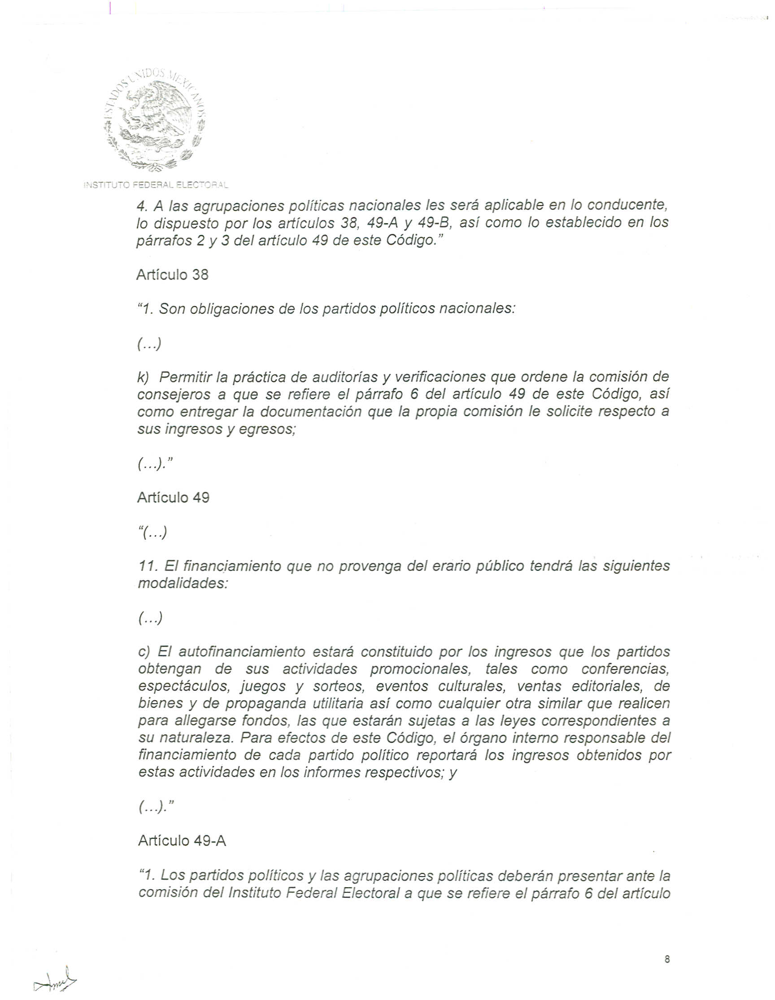 ESTADOS UNIDOS MEXICANOS
INSTITUTO FEDERAL ELECTORAL
4. A las agrupaciones políticas nacionales les será aplicable en lo conducente,
lo dispuesto por los artículos 38, 49-A y 49-B, así como lo establecido en los
párrafos 2 y 3 del artículo 49 de este Código.”
Artículo 38
“1. Son obligaciones de los partidos políticos nacionales:
(...)
k) Permitir la práctica de auditorías y verificaciones que ordene la comisión de
consejeros a que se refiere el párrafo 6 del artículo 49 de este Código, así
como entregar la documentación que la propia comisión le solicite respecto a
sus ingresos y egresos;
(...).”
Artículo 49
“(...)
11. El financiamiento que no provenga del erario público tendrá las siguientes
modalidades:
(...)
c) El autofinanciamiento estará constituido por los ingresos que los partidos
obtengan de sus actividades promocionales, tales como conferencias,
espectáculos, juegos y sorteos, eventos culturales, ventas editoriales, de
bienes y de propaganda utilitaria así como cualquier otra similar que realicen
para allegarse fondos, las que estarán sujetas a las leyes correspondientes a
su naturaleza. Para efectos de este Código, el órgano interno responsable del
financiamiento de cada partido político reportará los ingresos obtenidos por
estas actividades en los informes respectivos; y
(...).”
Artículo 49-A
“1. Los partidos políticos y las agrupaciones políticas deberán presentar ante la
comisión del Instituto Federal Electoral a que se refiere el párrafo 6 del artículo
8